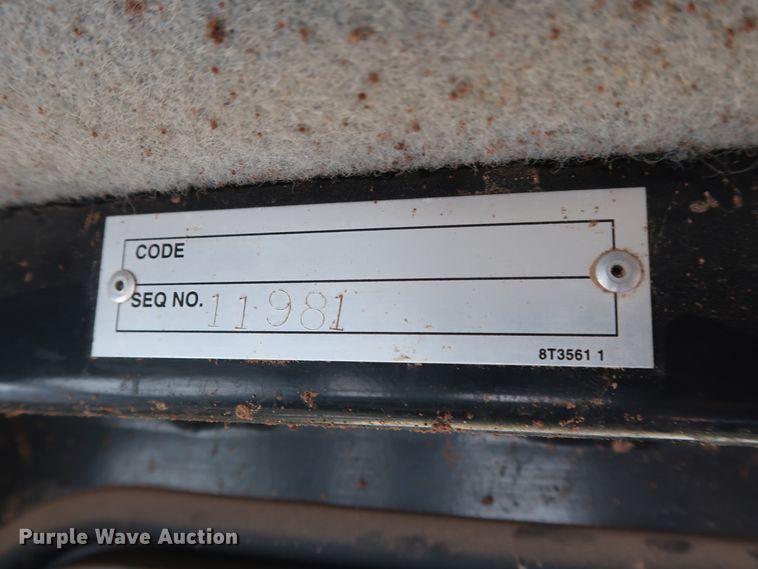 CODE
SEQ NO. 11981
8T3561 1
Purple Wave Auction®